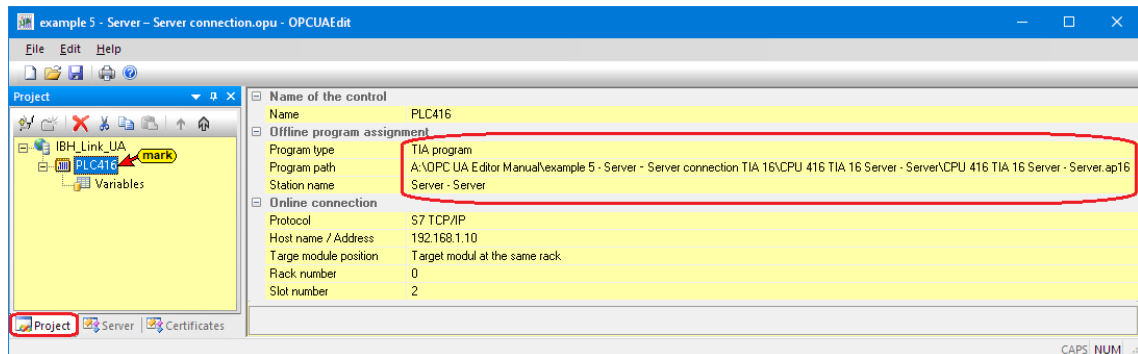 example 5 - Server – Server connection.opu - OPCUAEdit
File Edit Help
Project
IBH_Link_UA
PLC416
mark
Variables
Name of the control
Name PLC416
Offline program assignment
Program type TIA program
Program path A:\OPC UA Editor Manual\example 5 - Server - Server connection TIA 16\CPU 416 TIA 16 Server - Server\CPU 416 TIA 16 Server - Server.ap16
Station name Server - Server
Online connection
Protocol S7 TCP/IP
Host name / Address 192.168.1.10
Targe module position Target modul at the same rack
Rack number 0
Slot number 2
Project Server Certificates
CAPS NUM